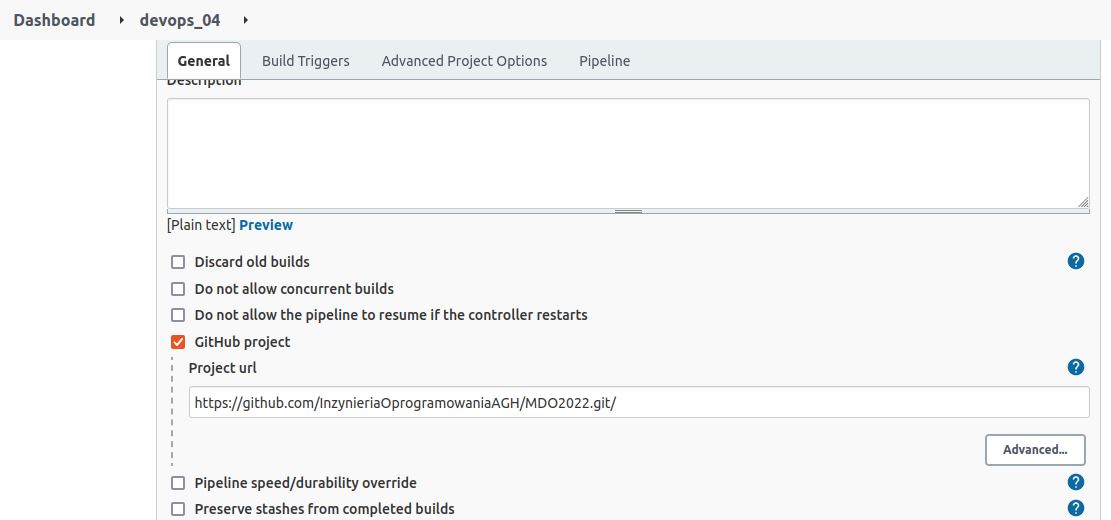 Dashboard devops_04
General Build Triggers Advanced Project Options Pipeline
Description
[Plain text] Preview
Discard old builds ?
Do not allow concurrent builds
Do not allow the pipeline to resume if the controller restarts
GitHub project
Project url ?
https://github.com/InzynieriaOprogramowaniaAGH/MDO2022.git/
Advanced...
Pipeline speed/durability override ?
Preserve stashes from completed builds ?